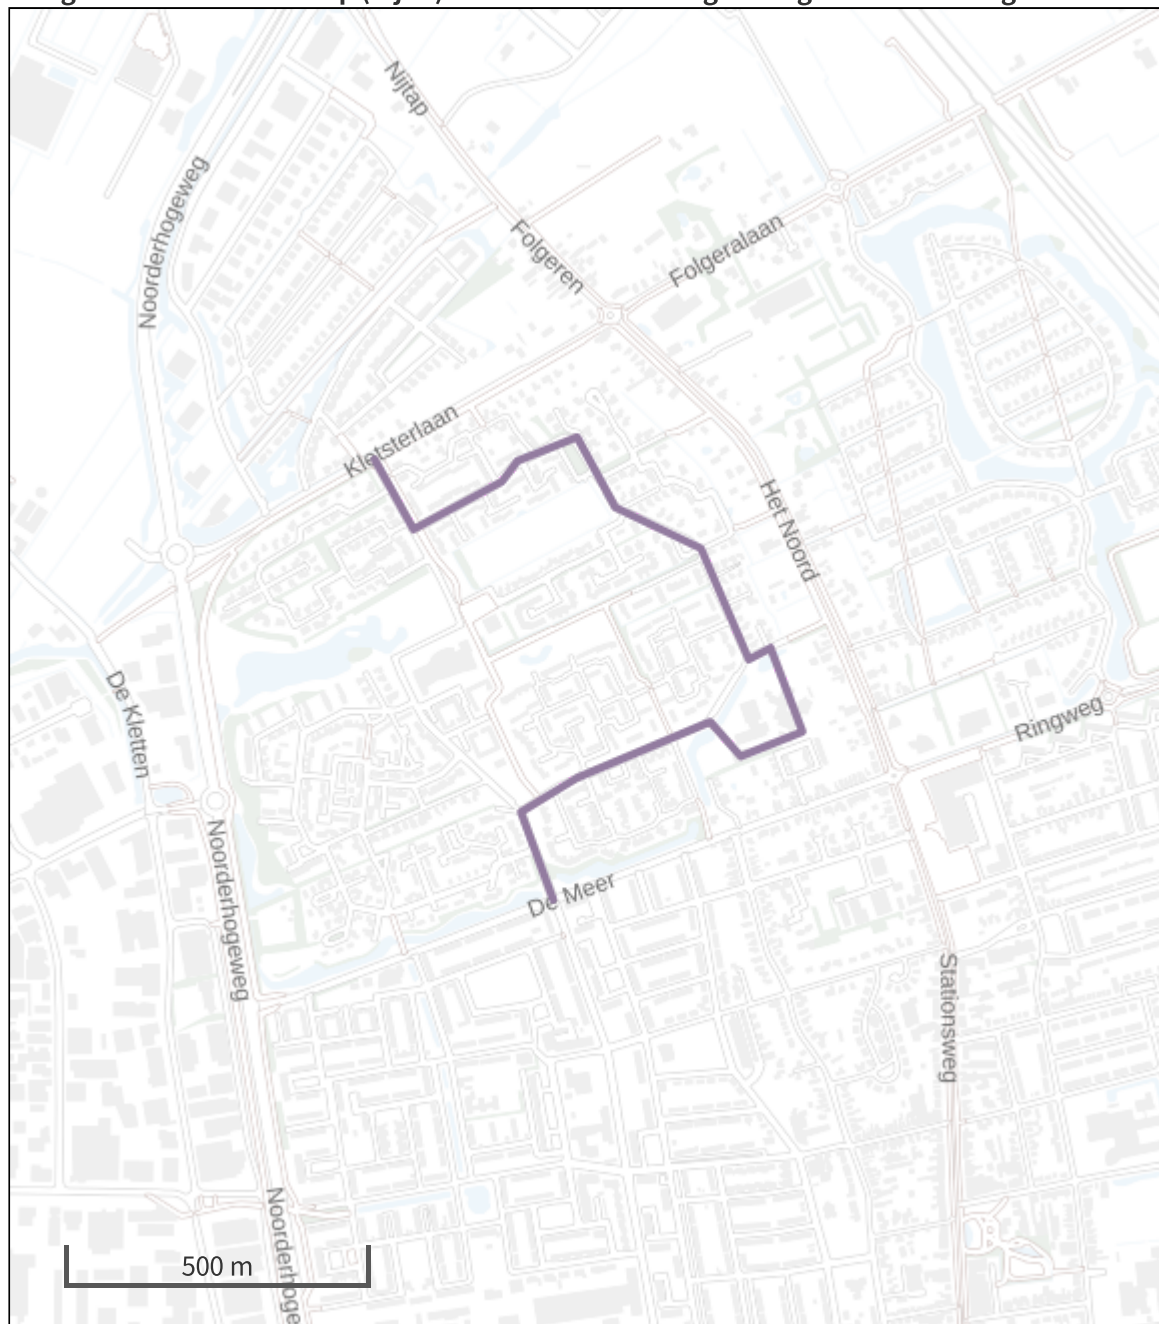 Nijtap
Noorderhogeweg
Folgeren
Folgeralaan
Kletsterlaan
Het Noord
De Kletten
Ringweg
Noorderhogeweg
De Meer
Stationsweg
Noorderhoge
500 m